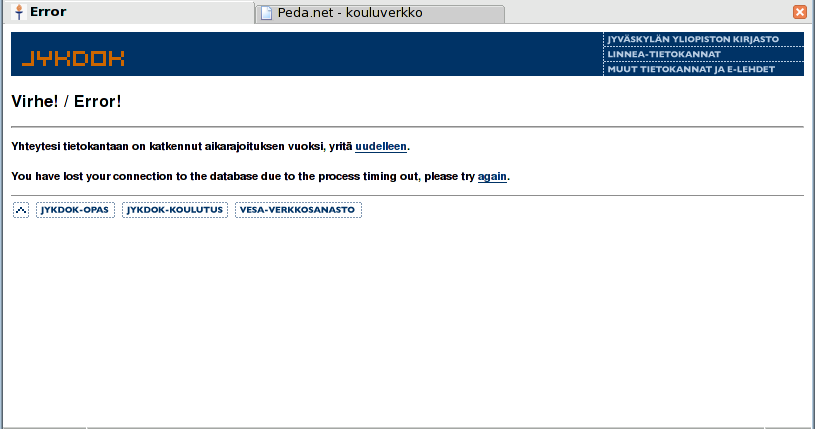 Error
Peda.net - kouluverkko
JYKDOK
JYVÄSKYLÄN YLIOPISTON KIRJASTO
LINNEA-TIETOKANNAT
MUUT TIETOKANNAT JA E-LEHDET
Virhe! / Error!
Yhteytesi tietokantaan on katkennut aikarajoituksen vuoksi, yritä uudelleen.
You have lost your connection to the database due to the process timing out, please try again.
JYKDOK-OPAS JYKDOK-KOULUTUS VESA-VERKKOSANASTO